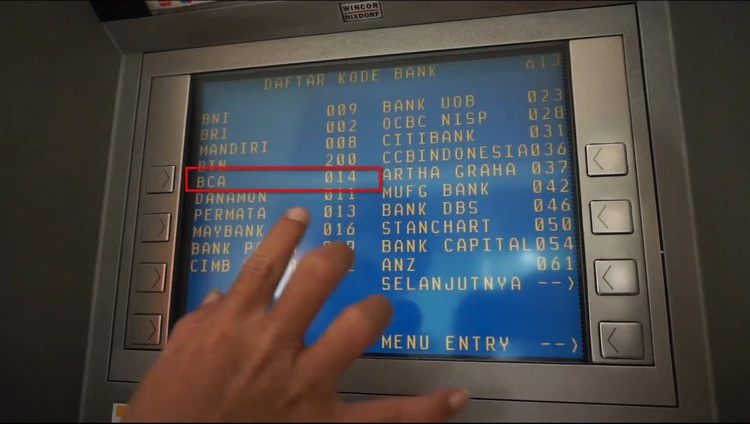 WINCOR
NIXDORF
613
DAFTAR KODE BANK
BNI 009
BRI 002
MANDIRI 008
BTN 200
BCA 014
DANAMON 011
PERMATA 013
MAYBANK 016
BANK
CIMB
BANK UOB 023
OCBC NISP 028
CITIBANK 031
CCBINDONESIA036
ARTHA GRAHA 037
MUFG BANK 042
BANK DBS 046
STANCHART 050
BANK CAPITAL054
ANZ 061
SELANJUTNYA -->
MENU ENTRY -->